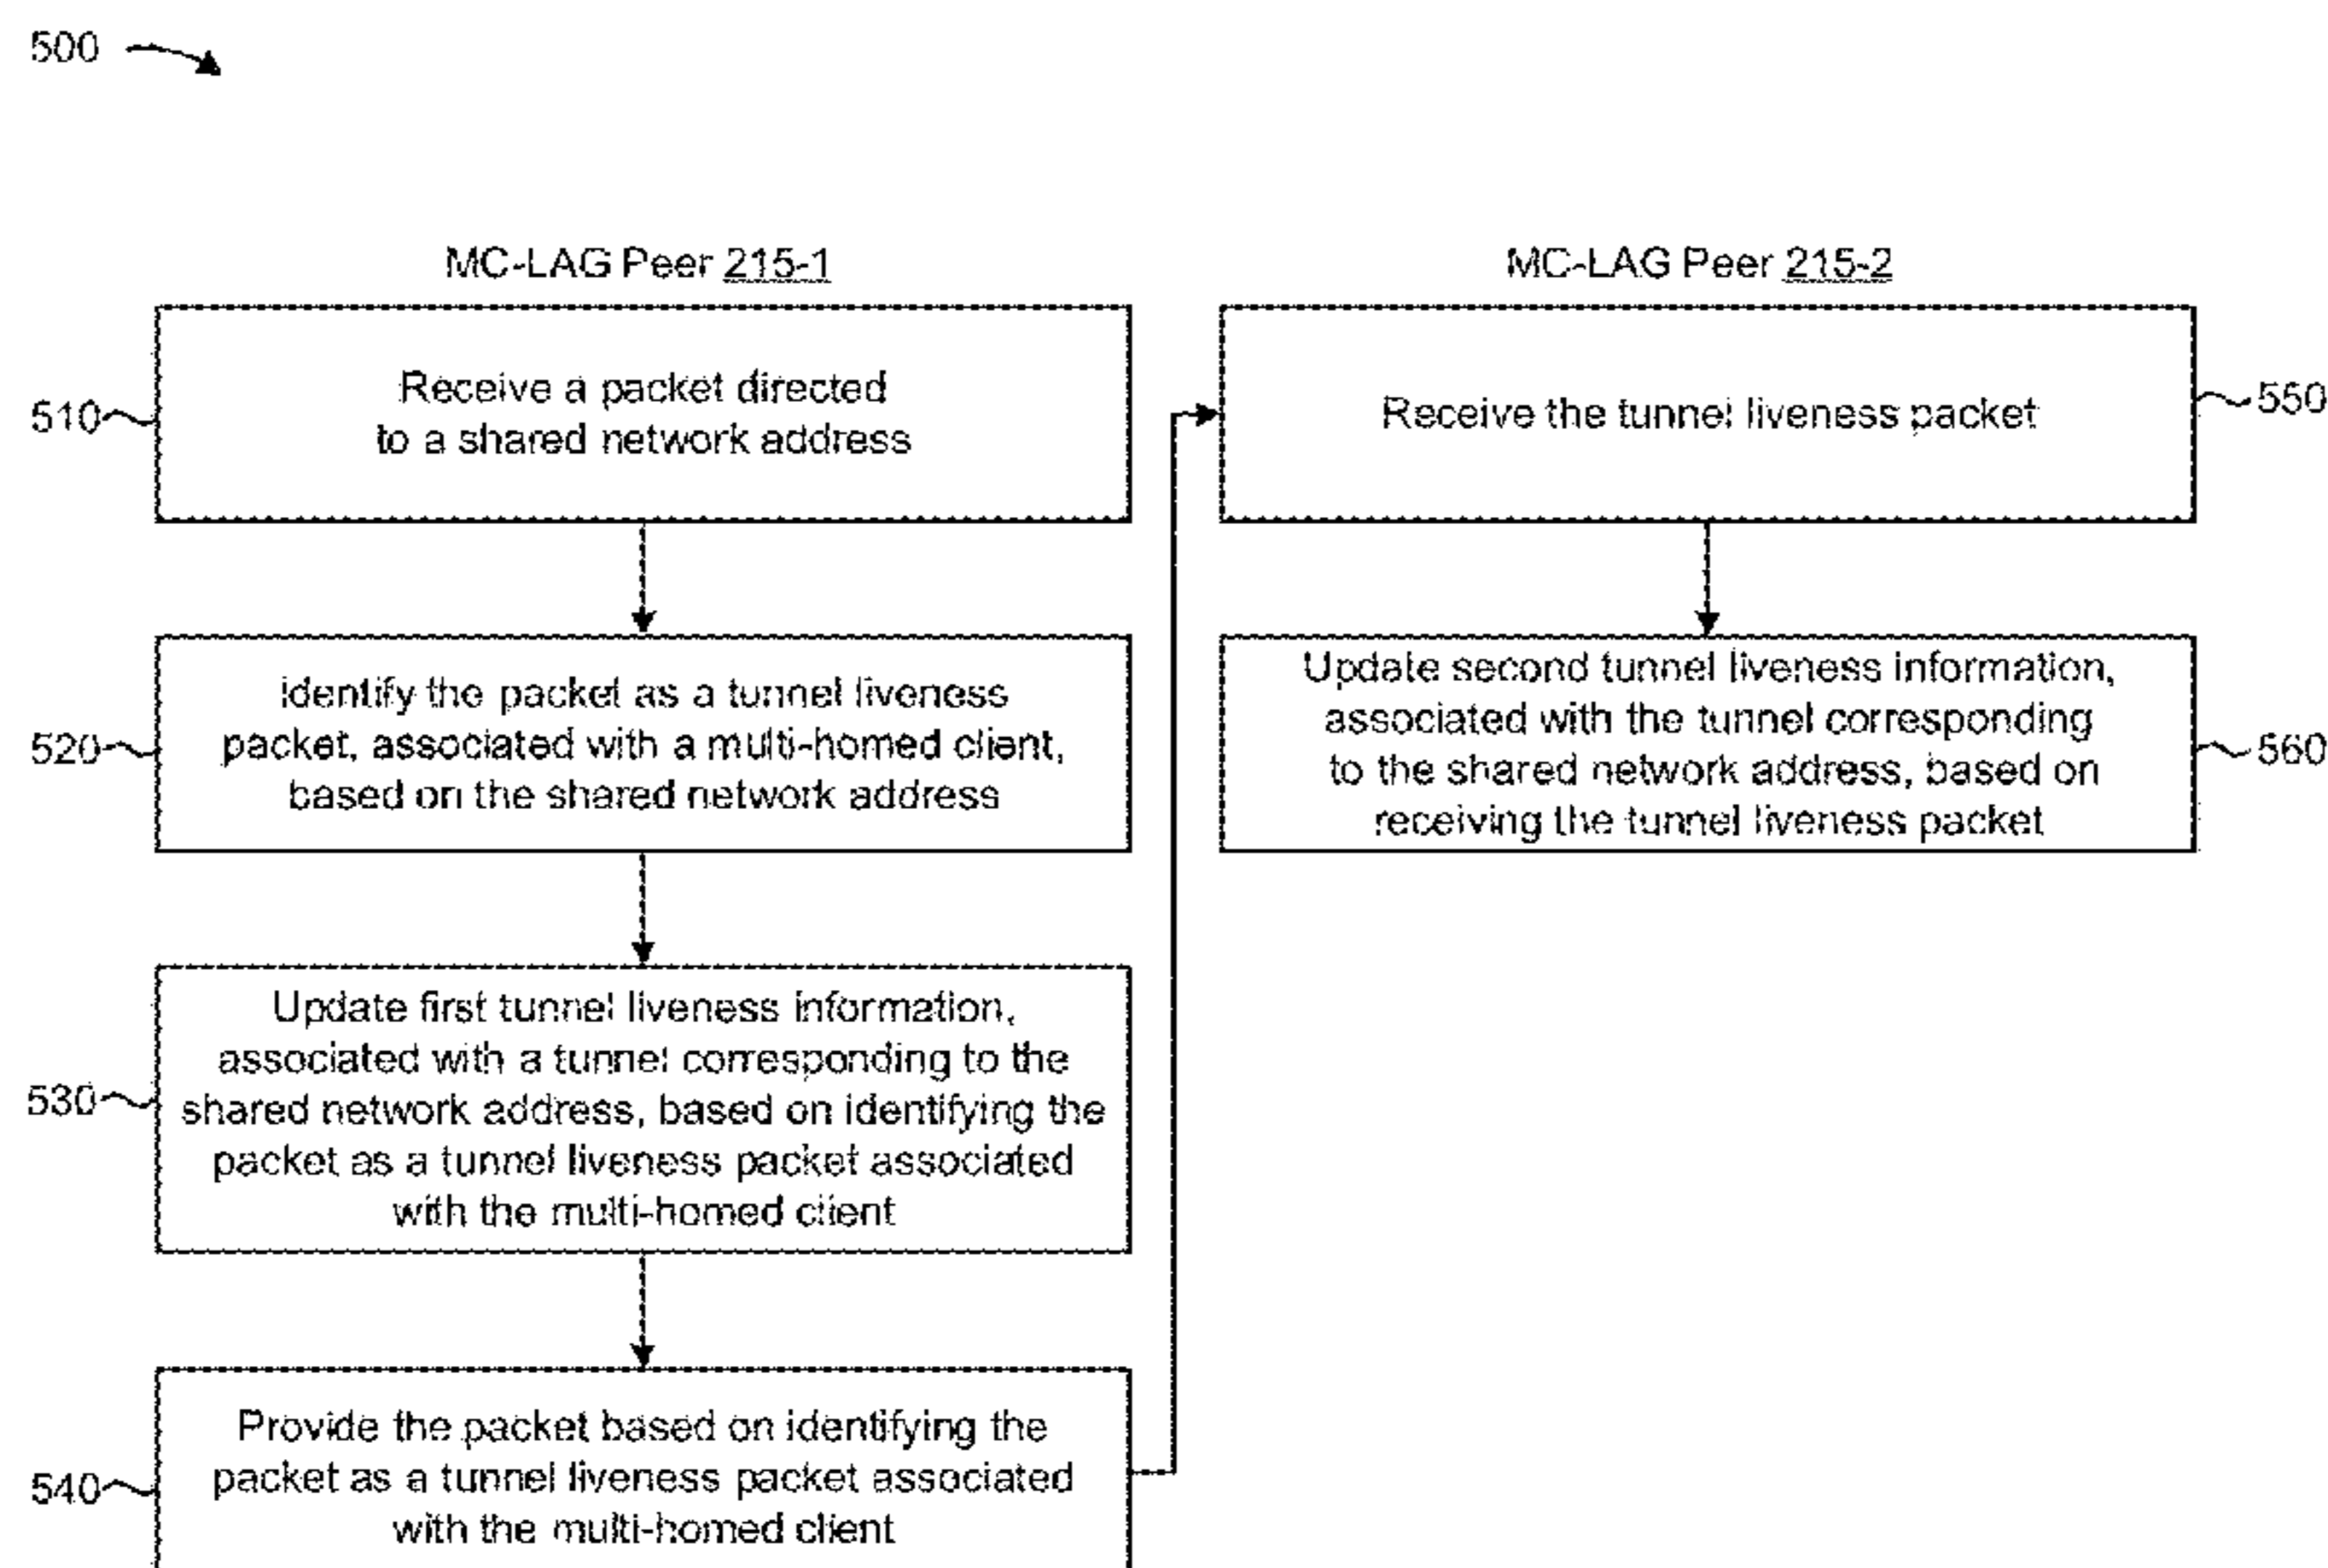 500
MC-LAG Peer 215-1
510
Receive a packet directed
to a shared network address
520
Identify the packet as a tunnel liveness
packet, associated with a multi-homed client,
based on the shared network address
530
Update first tunnel liveness information,
associated with a tunnel corresponding to the
shared network address, based on identifying the
packet as a tunnel liveness packet associated
with the multi-homed client
540
Provide the packet based on identifying the
packet as a tunnel liveness packet associated
with the multi-homed client
MC-LAG Peer 215-2
Receive the tunnel liveness packet
550
Update second tunnel liveness information,
associated with the tunnel corresponding
to the shared network address, based on
receiving the tunnel liveness packet
560